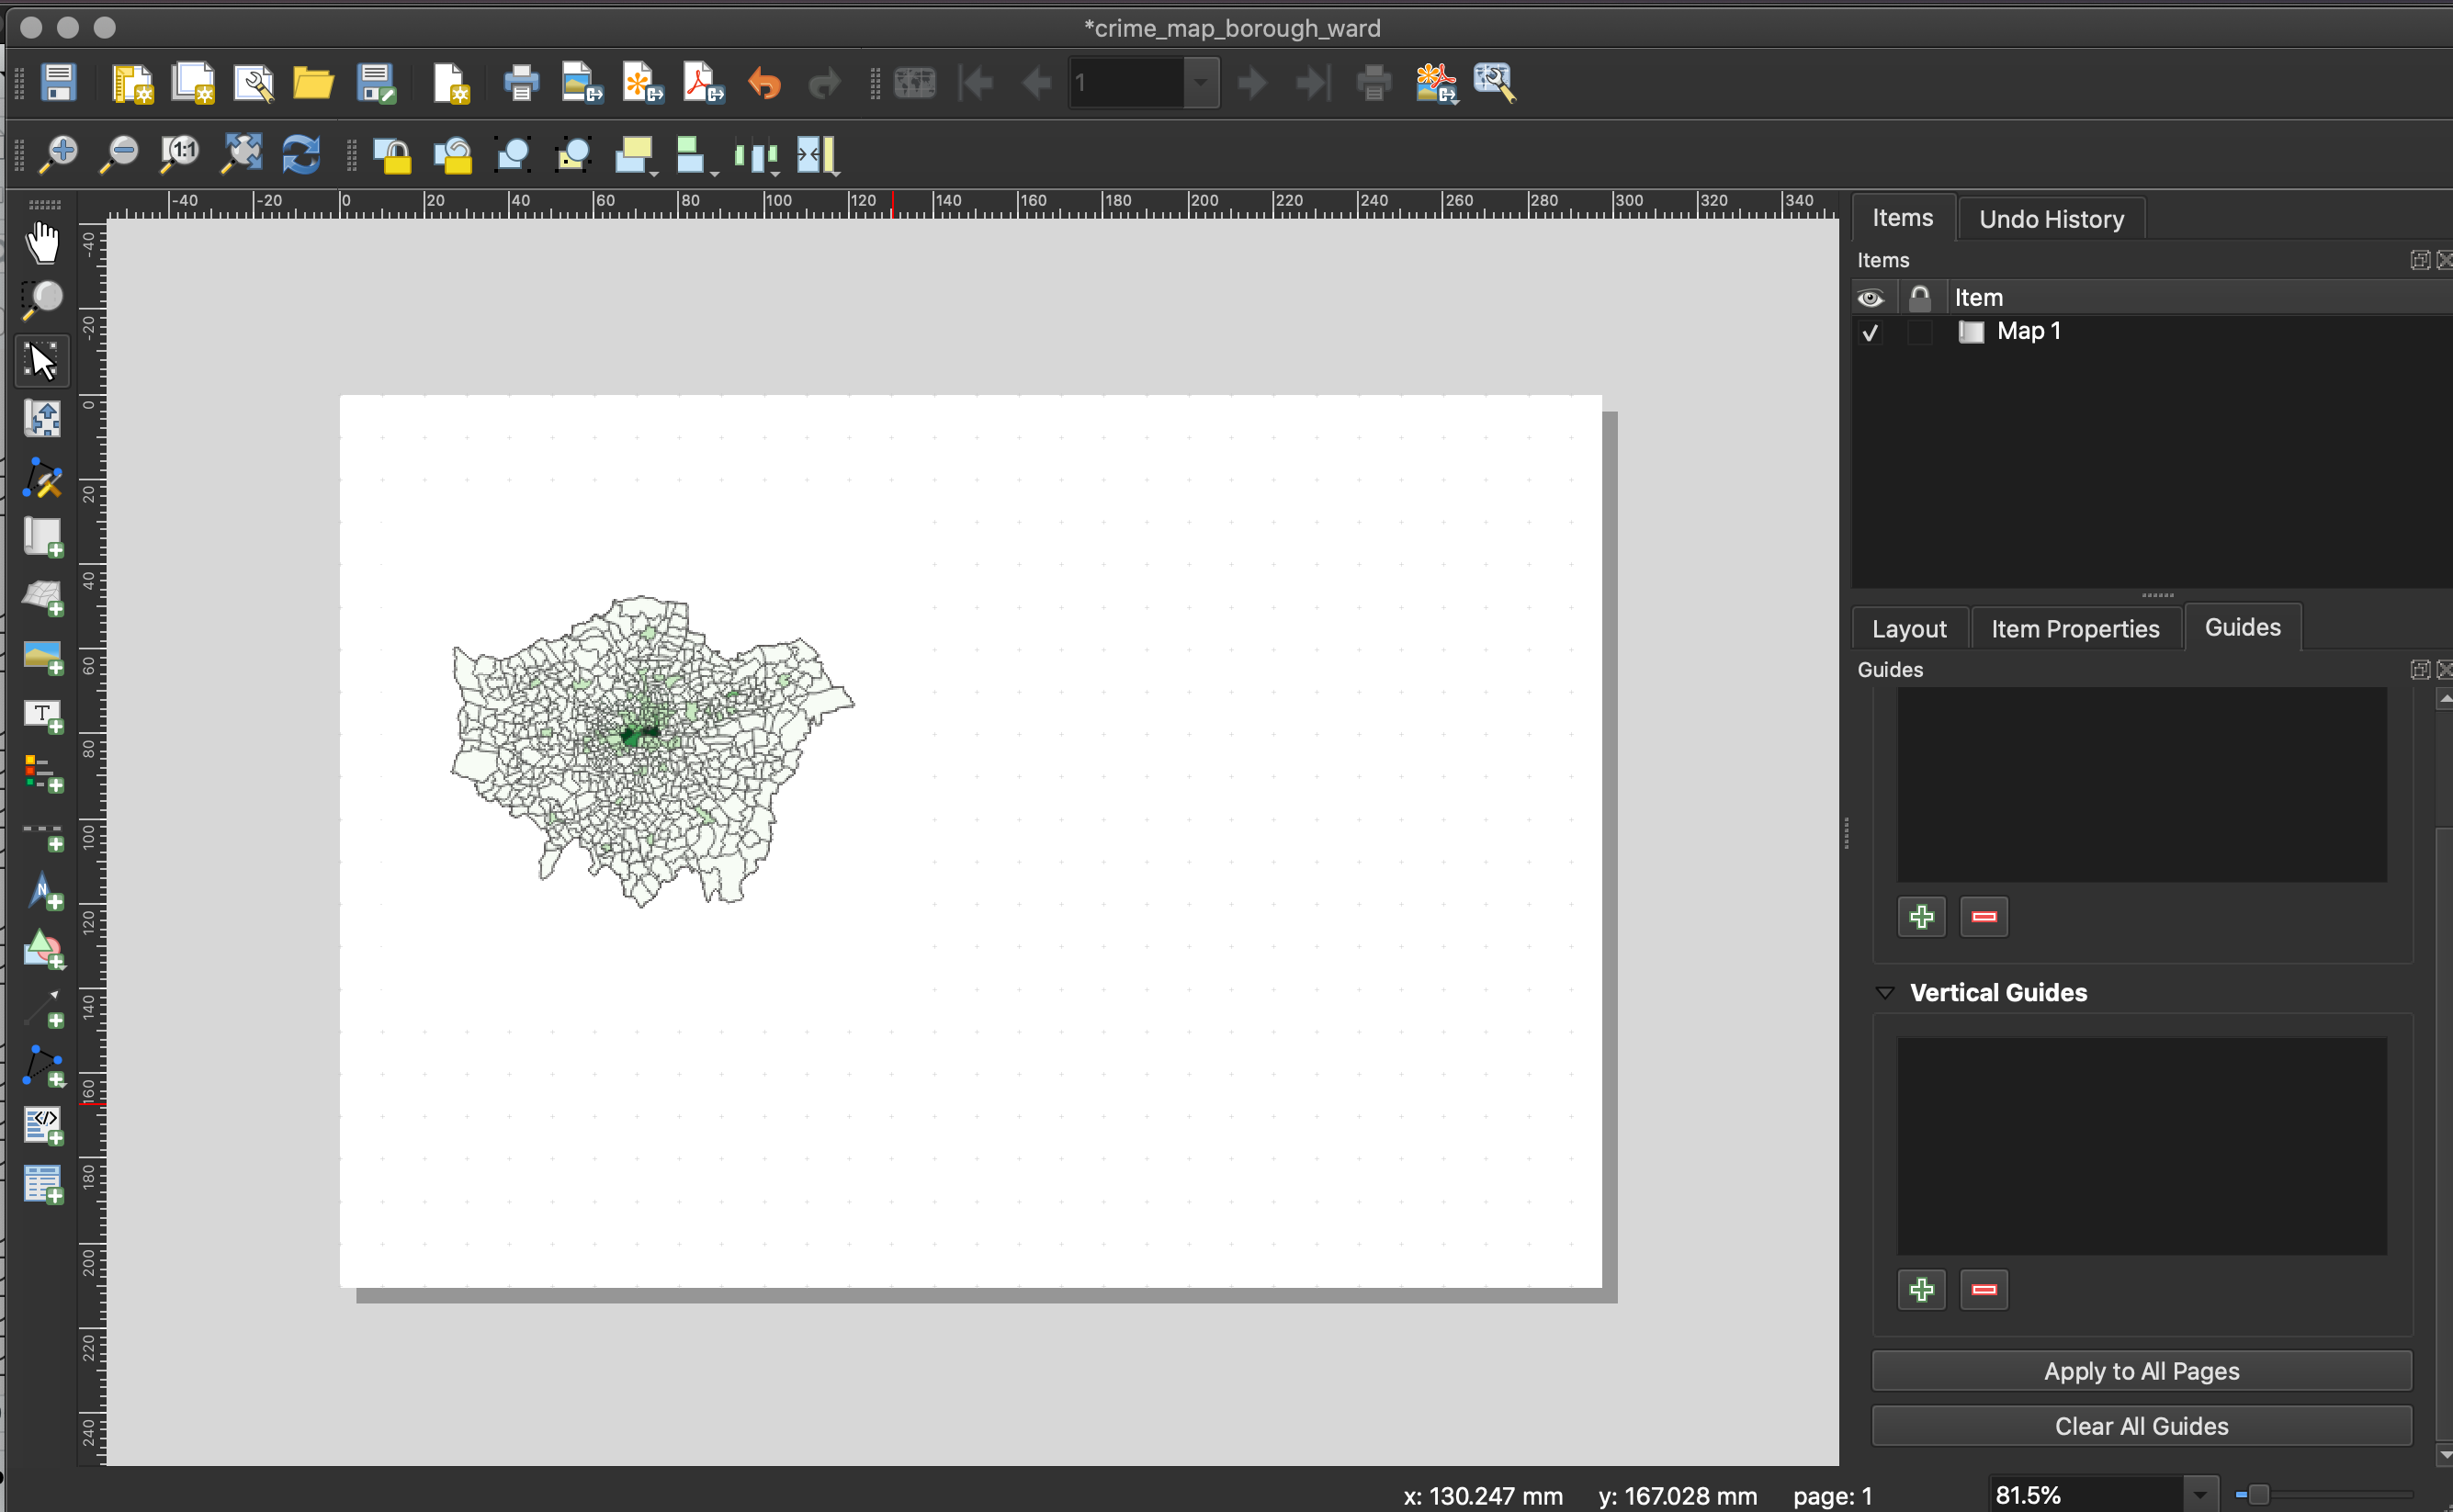 *crime_map_borough_ward
1
1:1
-40 -20 0 20 40 60 80 100 120 140 160 180 200 220 240 260 280 300 320 340
-40
-20
0
20
40
60
80
100
120
140
160
180
200
220
240
T
N
</>
Items Undo History
Items
Item
Map 1
Layout Item Properties Guides
Guides
Vertical Guides
Apply to All Pages
Clear All Guides
x: 130.247 mm y: 167.028 mm page: 1 81.5%